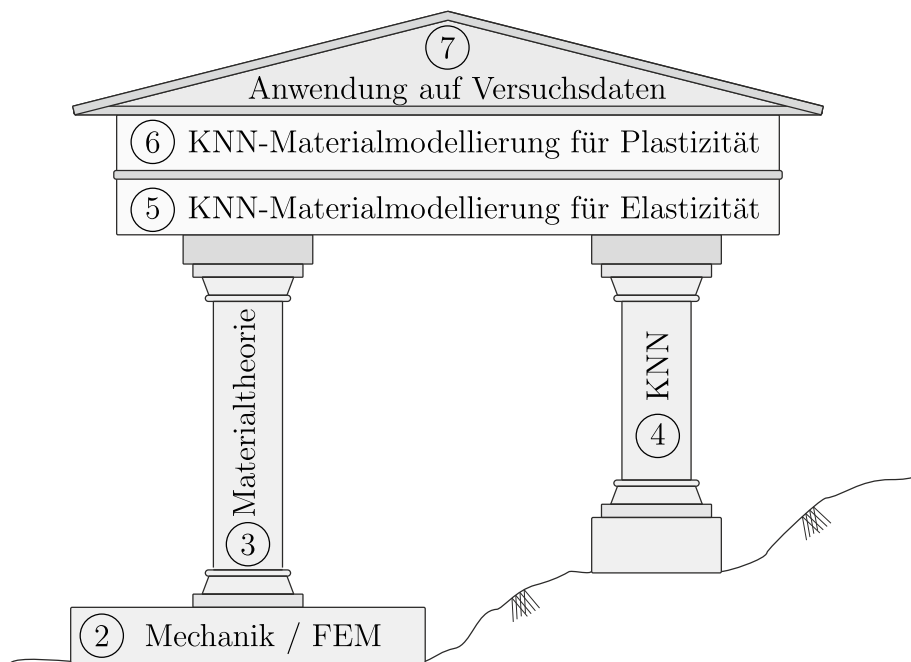 7
Anwendung auf Versuchsdaten
6 KNN-Materialmodellierung für Plastizität
5 KNN-Materialmodellierung für Elastizität
3 Materialtheorie
4 KNN
2 Mechanik / FEM